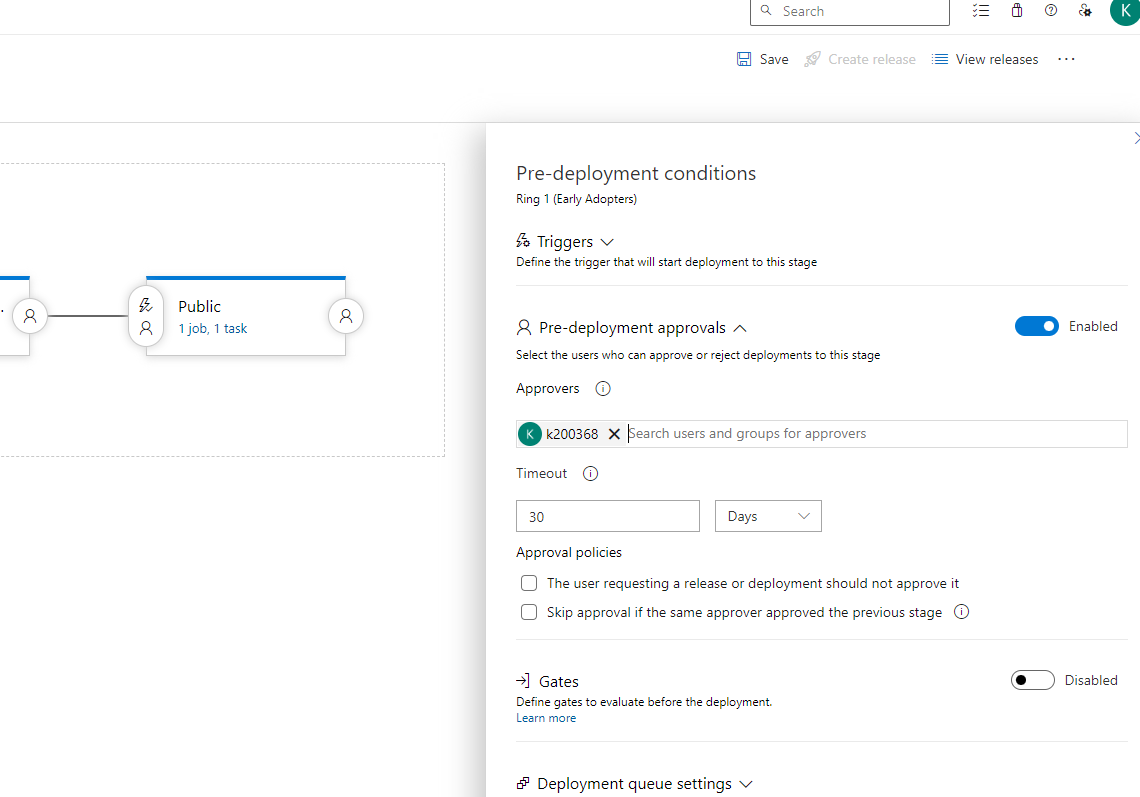 Search
K
Save
Create release
View releases
Pre-deployment conditions
Ring 1 (Early Adopters)
Triggers
Define the trigger that will start deployment to this stage
Public
1 job, 1 task
Pre-deployment approvals
Enabled
Select the users who can approve or reject deployments to this stage
Approvers
K k200368 Search users and groups for approvers
Timeout
30 Days
Approval policies
The user requesting a release or deployment should not approve it
Skip approval if the same approver approved the previous stage
Gates
Disabled
Define gates to evaluate before the deployment.
Learn more
Deployment queue settings